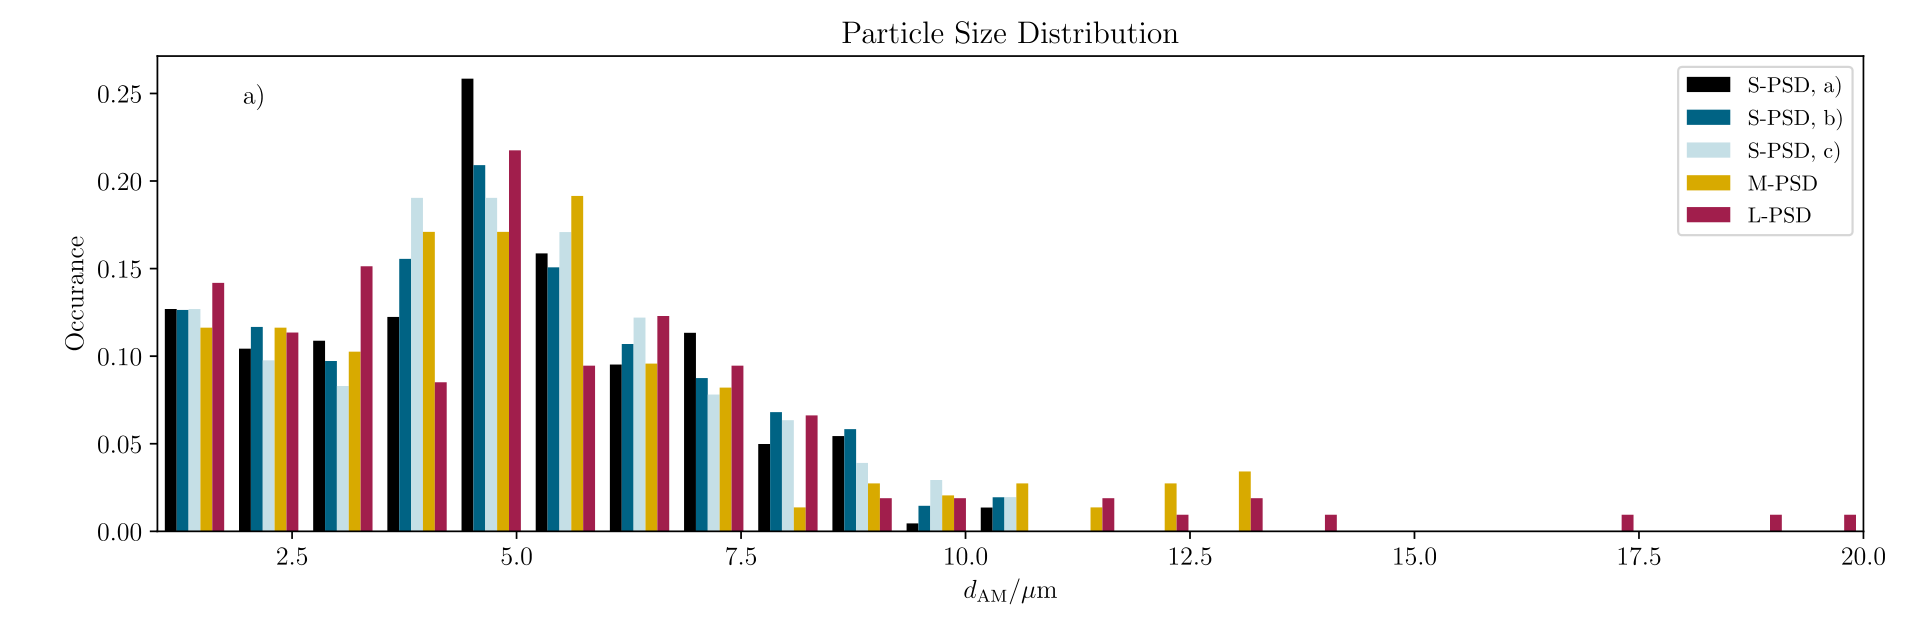 Particle Size Distribution
a)
S-PSD, a)
S-PSD, b)
S-PSD, c)
M-PSD
L-PSD
Occurance
0.25
0.20
0.15
0.10
0.05
0.00
2.5 5.0 7.5 10.0 12.5 15.0 17.5 20.0
d_AM/μm